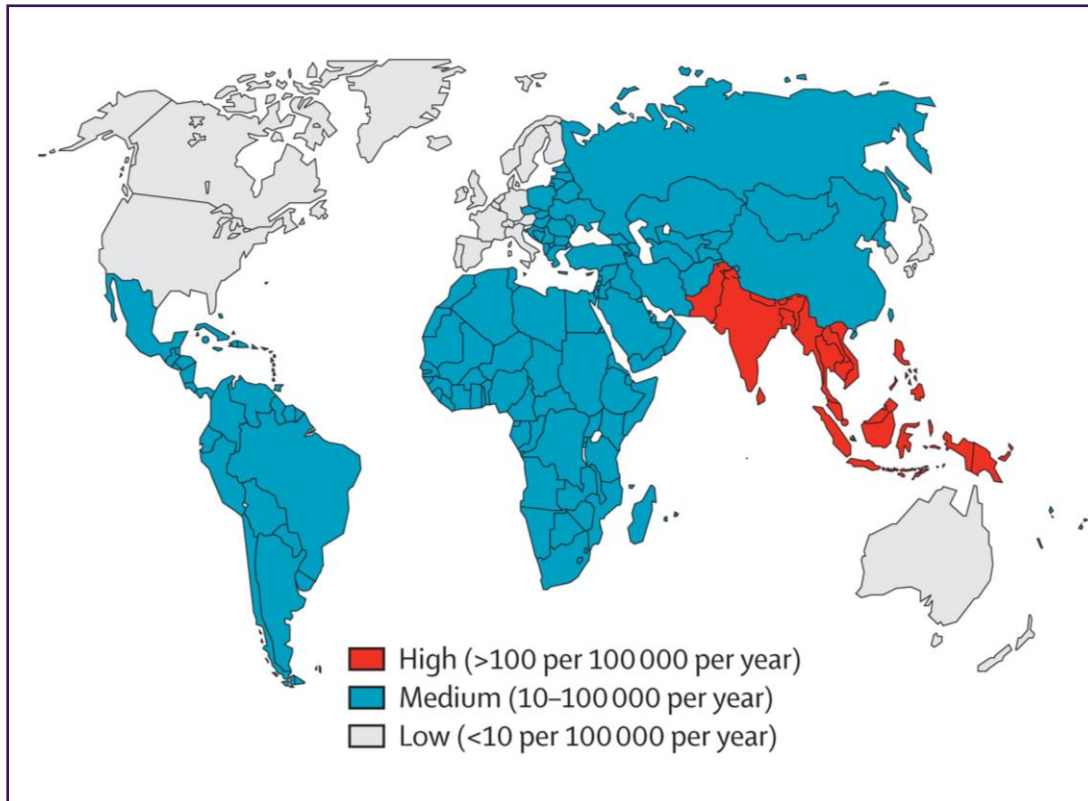 High (>100 per 100 000 per year)
Medium (10–100 000 per year)
Low (<10 per 100 000 per year)